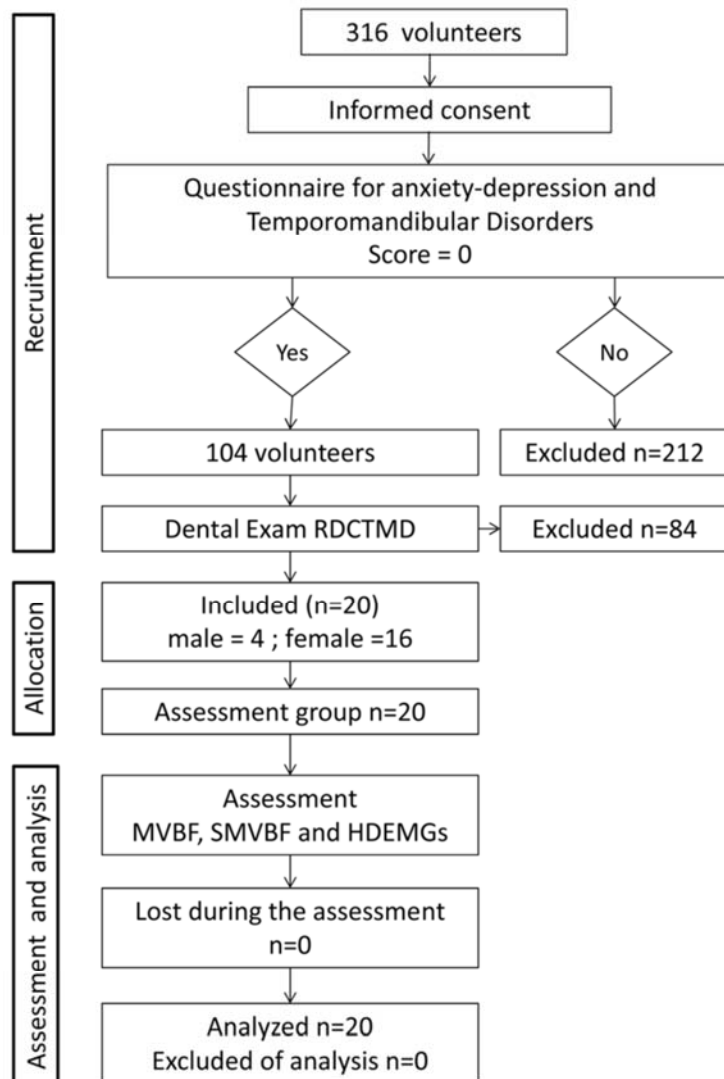 Recruitment
316 volunteers
Informed consent
Questionnaire for anxiety-depression and
Temporomandibular Disorders
Score = 0
Yes
No
104 volunteers
Excluded n=212
Dental Exam RDCTMD
Excluded n=84
Allocation
Included (n=20)
male = 4 ; female =16
Assessment group n=20
Assessment and analysis
Assessment
MVBF, SMVBF and HDEMGs
Lost during the assessment
n=0
Analyzed n=20
Excluded of analysis n=0